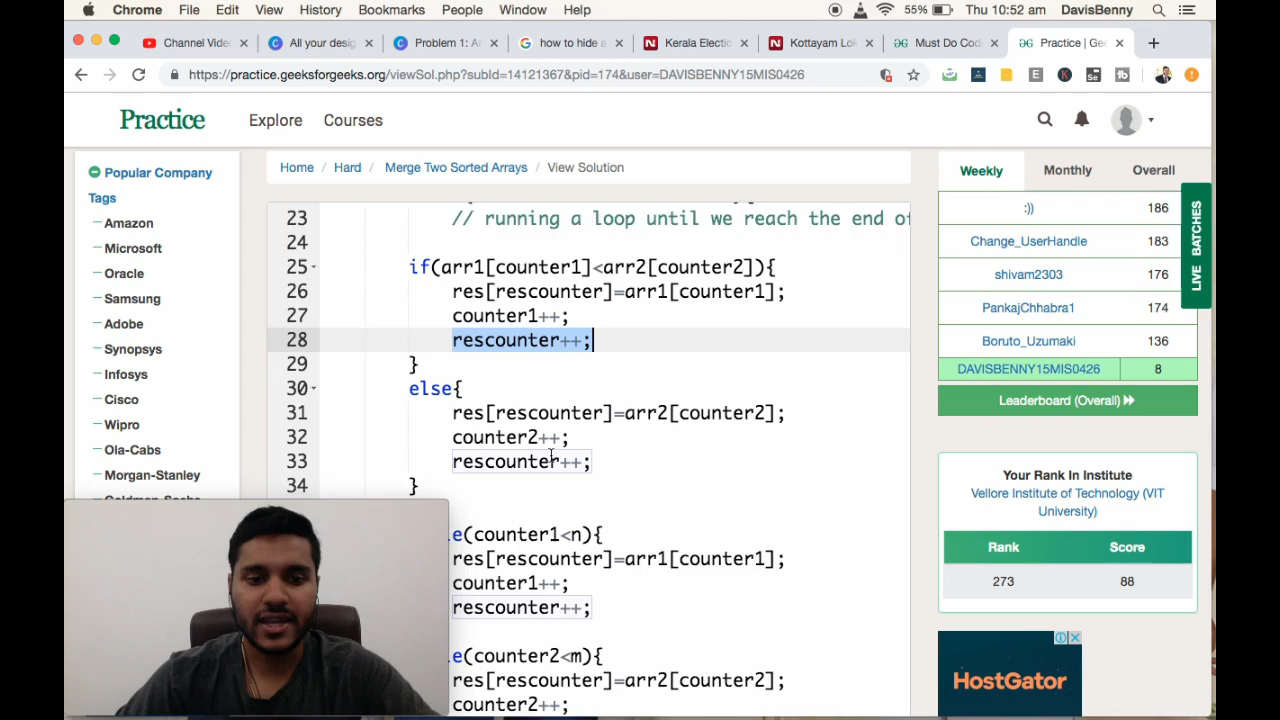 Chrome File Edit View History Bookmarks People Window Help 55% Thu 10:52 am DavisBenny
Channel Video: All your desig Problem 1: An how to hide a Kerala Electi Kottayam Lok Must Do Codi Practice | Gee
https://practice.geeksforgeeks.org/viewSol.php?subId=14121367&pid=174&user=DAVISBENNY15MIS0426
Practice Explore Courses
Popular Company
Tags
Amazon
Microsoft
Oracle
Samsung
Adobe
Synopsys
Infosys
Cisco
Wipro
Ola-Cabs
Morgan-Stanley
Home / Hard / Merge Two Sorted Arrays / View Solution
23 // running a loop until we reach the end of
24
25 if(arr1[counter1]<arr2[counter2]){
26 res[rescounter]=arr1[counter1];
27 counter1++;
28 rescounter++;
29 }
30 else{
31 res[rescounter]=arr2[counter2];
32 counter2++;
33 rescounter++;
34 }
e(counter1<n){
res[rescounter]=arr1[counter1];
counter1++;
rescounter++;
e(counter2<m){
res[rescounter]=arr2[counter2];
counter2++;
Weekly Monthly Overall
:)) 186
Change_UserHandle 183
shivam2303 176
PankajChhabra1 174
Boruto_Uzumaki 136
DAVISBENNY15MIS0426 8
Leaderboard (Overall)
LIVE BATCHES
Your Rank In Institute
Vellore Institute of Technology (VIT
University)
Rank Score
273 88
HostGator